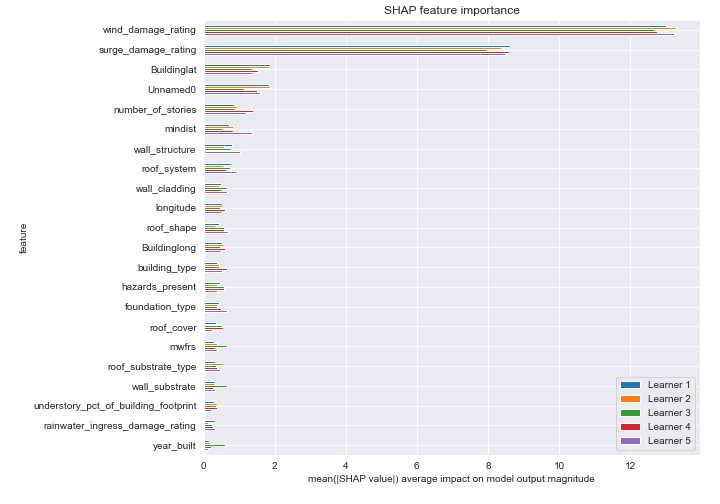 SHAP feature importance
wind_damage_rating
surge_damage_rating
Buildinglat
Unnamed0
number_of_stories
mindist
wall_structure
roof_system
wall_cladding
longitude
roof_shape
Buildinglong
building_type
hazards_present
foundation_type
roof_cover
mwfrs
roof_substrate_type
wall_substrate
understory_pct_of_building_footprint
rainwater_ingress_damage_rating
year_built
feature
Learner 1
Learner 2
Learner 3
Learner 4
Learner 5
0 2 4 6 8 10 12
mean(|SHAP value|) average impact on model output magnitude